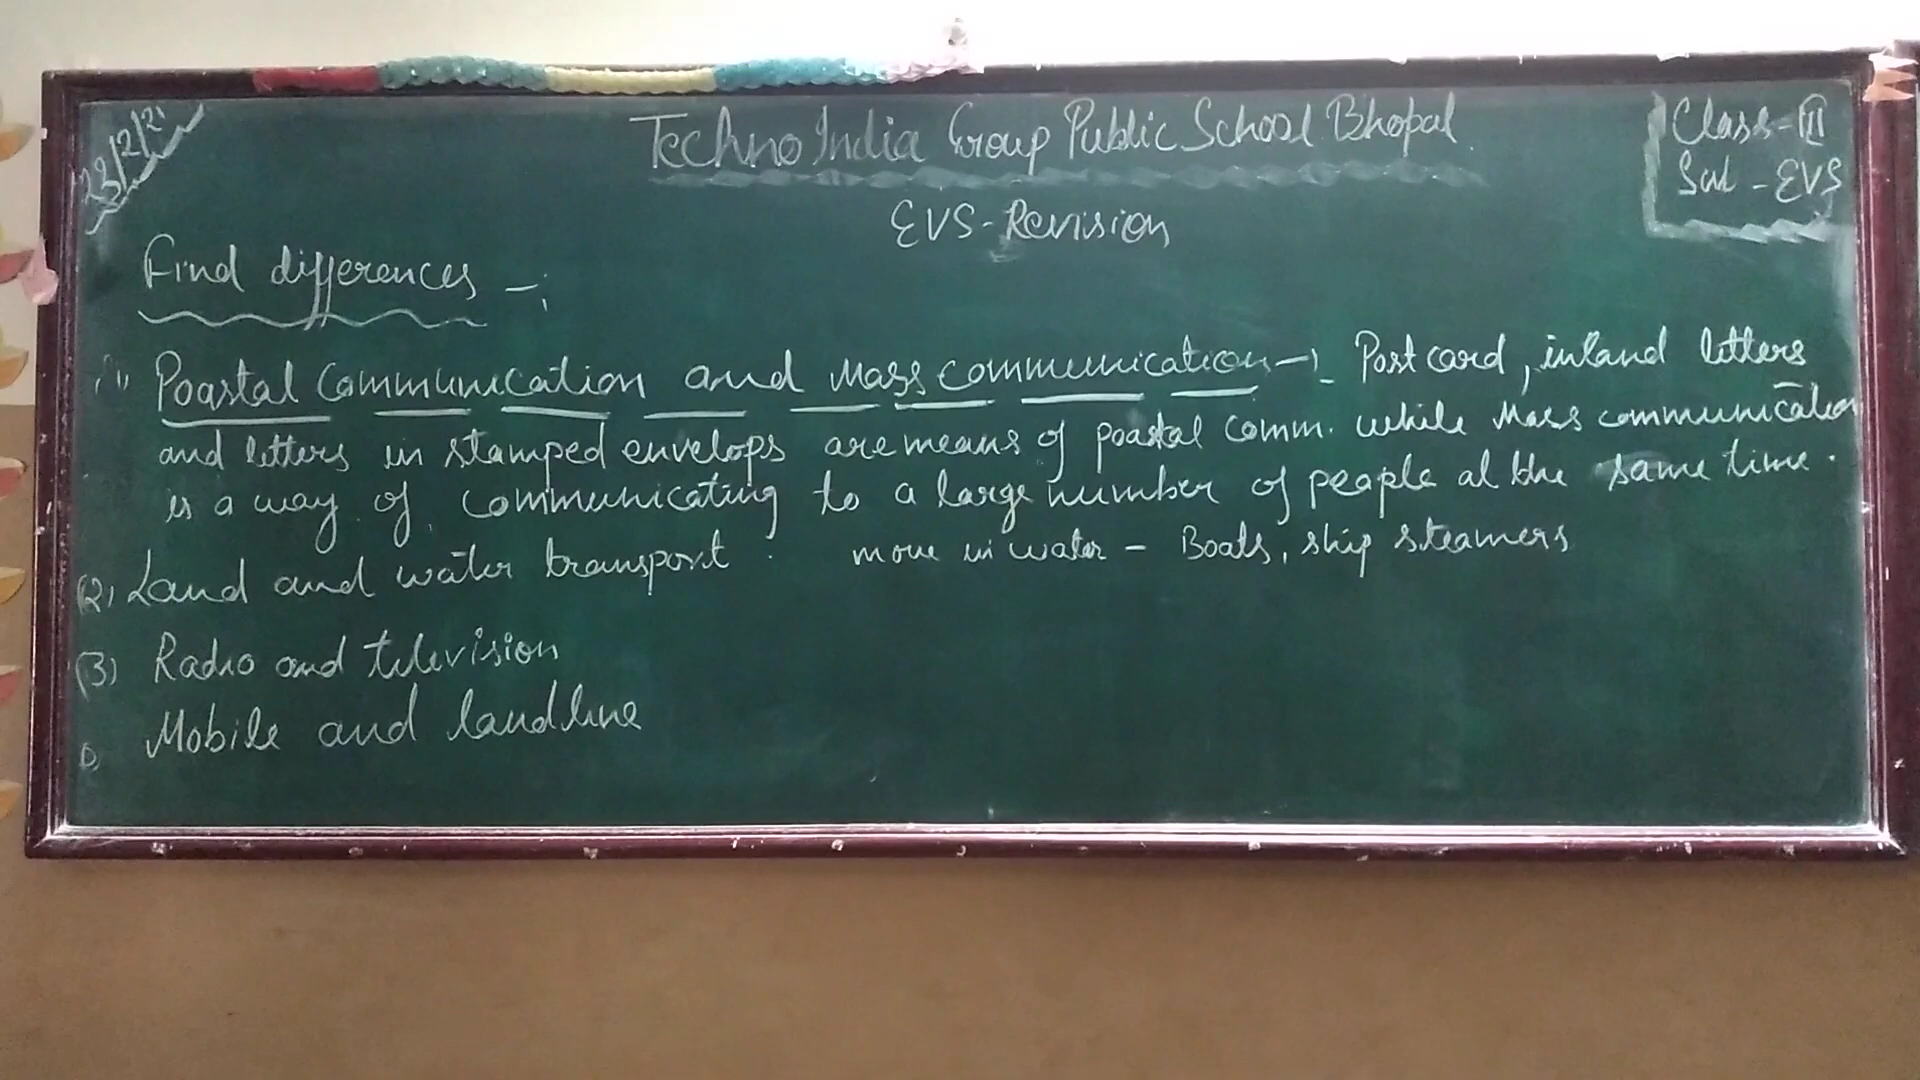 23/2/21
Techno India Group Public School Bhopal.
Class-III
Sub - EVS
EVS-Revision
Find differences -:
(1) Poastal Communication and Mass communication -: Post card, inland letters
and letters in stamped envelops are means of poastal comm. while Mass communication
is a way of communicating to a large number of people at the same time.
(2) Land and water transport. move in water - Boats, ship steamers
(3) Radio and television
Mobile and landline